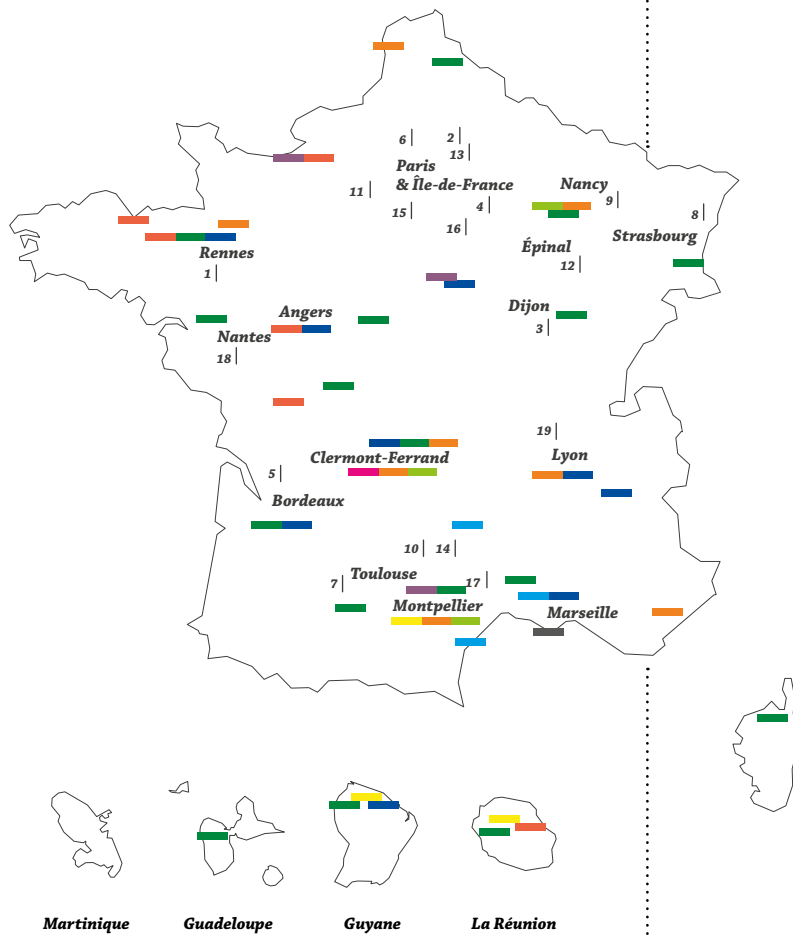 6
2
13
Paris
& Île-de-France
11
Nancy
9
4
15
8
16
Strasbourg
Épinal
Rennes
12
1
Dijon
Angers
3
Nantes
18
19
Clermont-Ferrand
Lyon
5
Bordeaux
10
14
Toulouse
7
17
Montpellier
Marseille
Martinique
Guadeloupe
Guyane
La Réunion